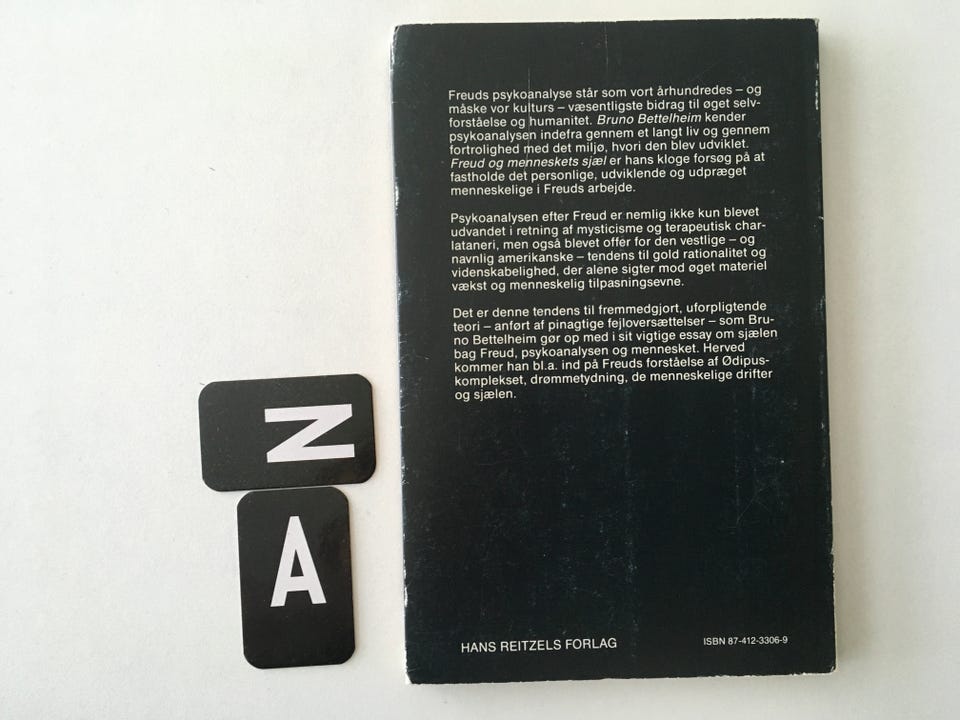 Freuds psykoanalyse står som vort århundredes – og
måske vor kulturs – væsentligste bidrag til øget selv-
forståelse og humanitet. Bruno Bettelheim kender
psykoanalysen indefra gennem et langt liv og gennem
fortrolighed med det miljø, hvori den blev udviklet.
Freud og menneskets sjæl er hans kloge forsøg på at
fastholde det personlige, udviklende og udpræget
menneskelige i Freuds arbejde.
Psykoanalysen efter Freud er nemlig ikke kun blevet
udvandet i retning af mysticisme og terapeutisk char-
lataneri, men også blevet offer for den vestlige – og
navnlig amerikanske – tendens til gold rationalitet og
videnskabelighed, der alene sigter mod øget materiel
vækst og menneskelig tilpasningsevne.
Det er denne tendens til fremmedgjort, uforpligtende
teori – anført af pinagtige fejloversættelser – som Bru-
no Bettelheim gør op med i sit vigtige essay om sjælen
bag Freud, psykoanalysen og mennesket. Herved
kommer han bl.a. ind på Freuds forståelse af Ødipus-
komplekset, drømmetydning, de menneskelige drifter
og sjælen.
HANS REITZELS FORLAG
ISBN 87-412-3306-9
N
A